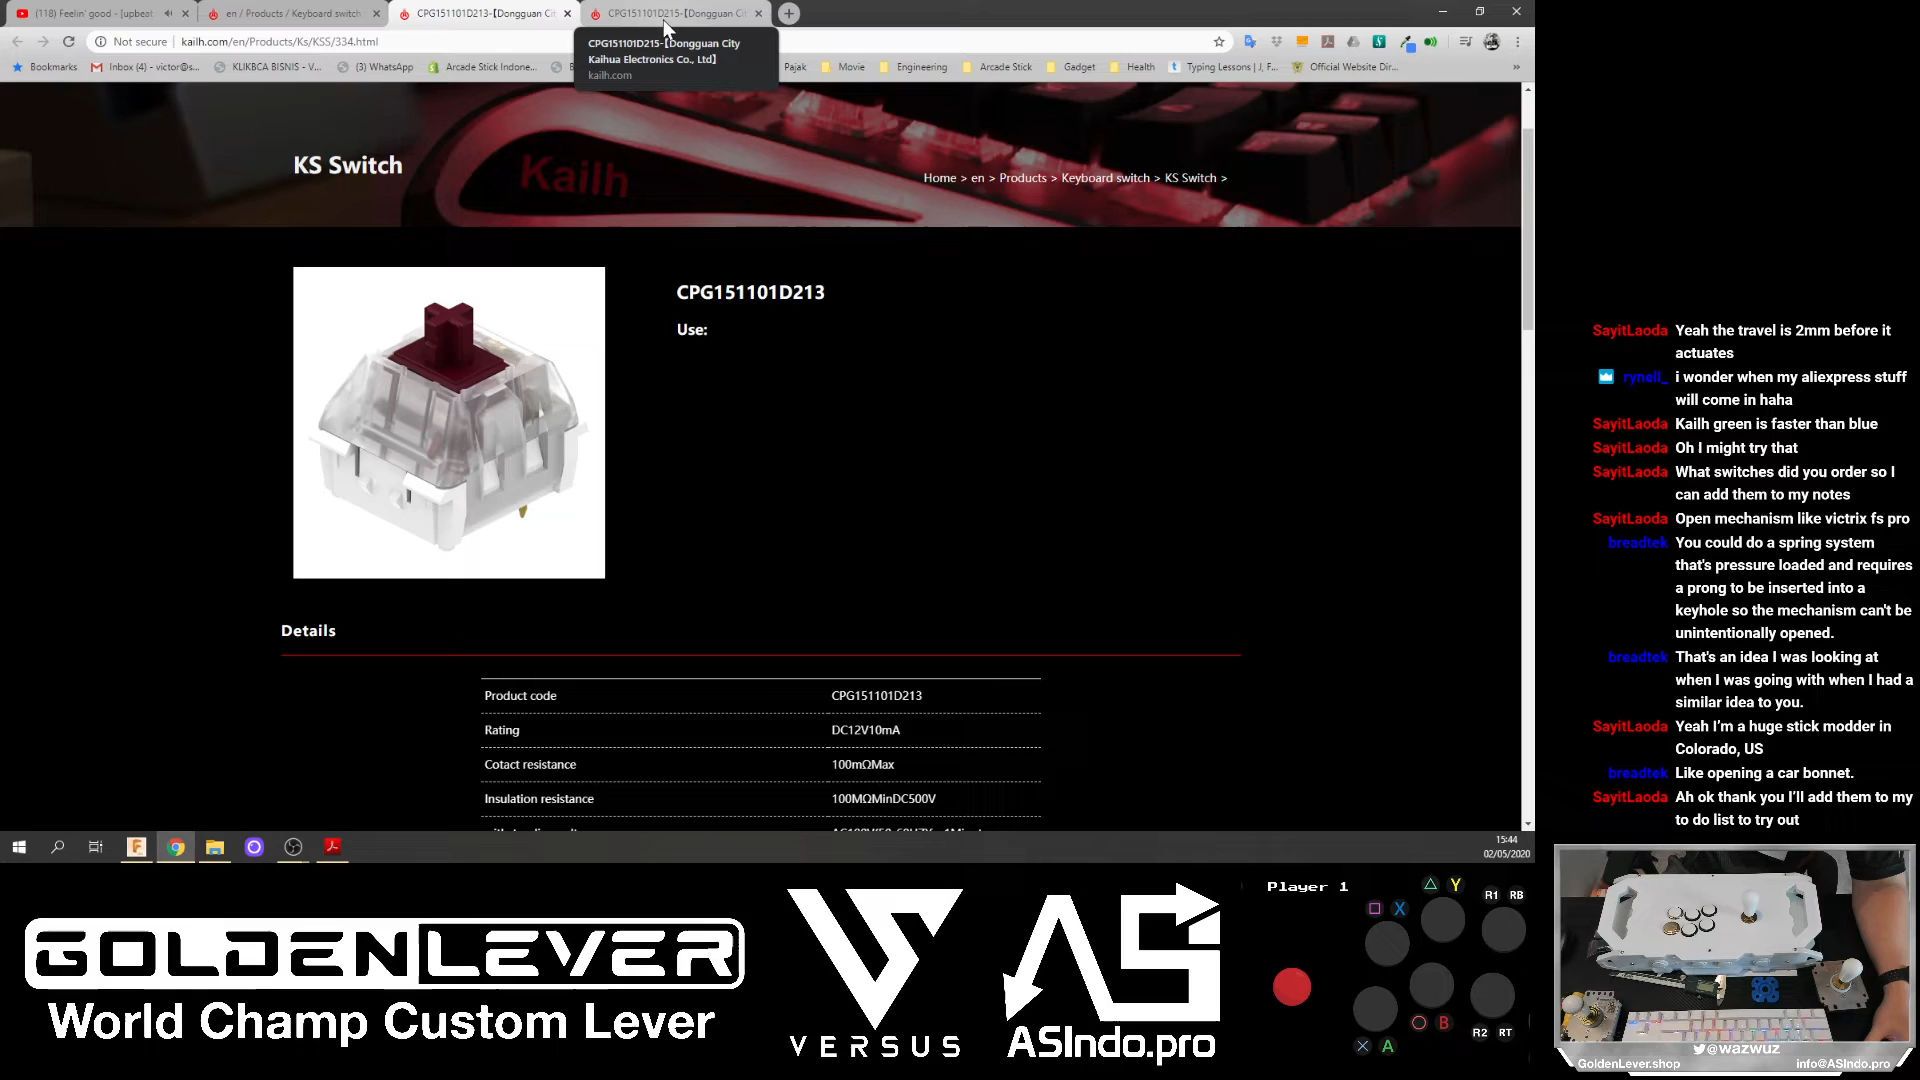 (118) Feelin' good - [upbeat
en / Products / Keyboard switch
CPG151101D213-【Dongguan Ci
CPG151101D215-【Dongguan Ci
Not secure
kailh.com/en/Products/Ks/KSS/334.html
CPG151101D215-【Dongguan City
Kaihua Electronics Co., Ltd】
kailh.com
Bookmarks
Inbox (4) - victor@s...
KLIKBCA BISNIS - V...
(3) WhatsApp
Arcade Stick Indone...
Pajak
Movie
Engineering
Arcade Stick
Gadget
Health
Typing Lessons | J, F...
Official Website Dir...
KS Switch
Kailh
Home > en > Products > Keyboard switch > KS Switch >
CPG151101D213
Use:
Details
Product code CPG151101D213
Rating DC12V10mA
Cotact resistance 100mΩMax
Insulation resistance 100MΩMinDC500V
15:44
02/05/2020
SayitLaoda Yeah the travel is 2mm before it
actuates
rynell_ i wonder when my aliexpress stuff
will come in haha
SayitLaoda Kailh green is faster than blue
SayitLaoda Oh I might try that
SayitLaoda What switches did you order so I
can add them to my notes
SayitLaoda Open mechanism like victrix fs pro
breadtek You could do a spring system
that's pressure loaded and requires
a prong to be inserted into a
keyhole so the mechanism can't be
unintentionally opened.
breadtek That's an idea I was looking at
when I was going with when I had a
similar idea to you.
SayitLaoda Yeah I'm a huge stick modder in
Colorado, US
breadtek Like opening a car bonnet.
SayitLaoda Ah ok thank you I'll add them to my
to do list to try out
GOLDENLEVER
World Champ Custom Lever
VS
VERSUS
AS
ASIndo.pro
Player 1
Y
R1 RB
X
B
R2 RT
A
@wazwuz
GoldenLever.shop
info@ASIndo.pro